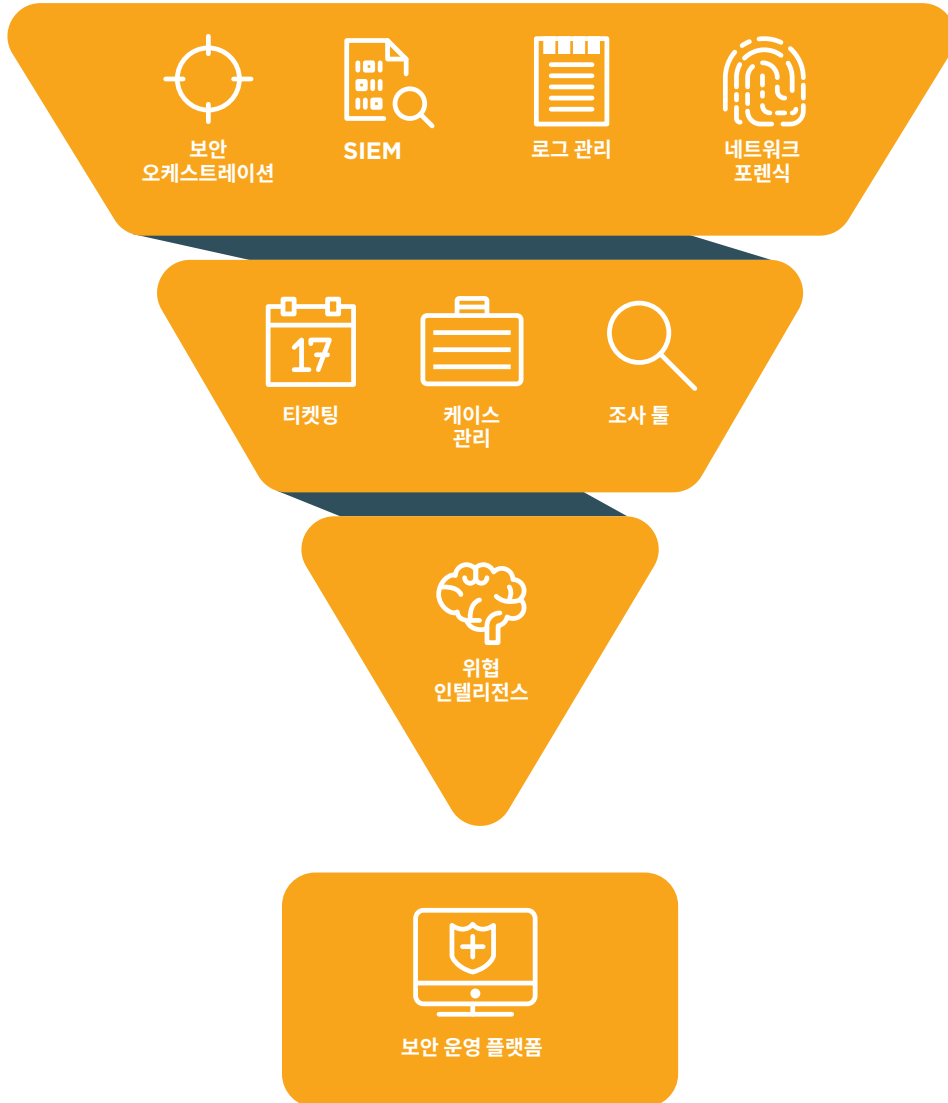 보안
오케스트레이션
SIEM
로그 관리
네트워크
포렌식
17
티켓팅
케이스
관리
조사 툴
위협
인텔리전스
보안 운영 플랫폼